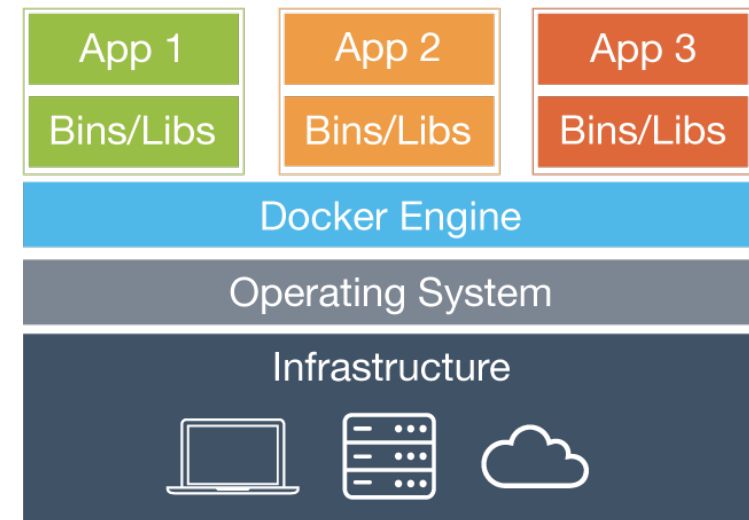 App 1
App 2
App 3
Bins/Libs
Bins/Libs
Bins/Libs
Docker Engine
Operating System
Infrastructure